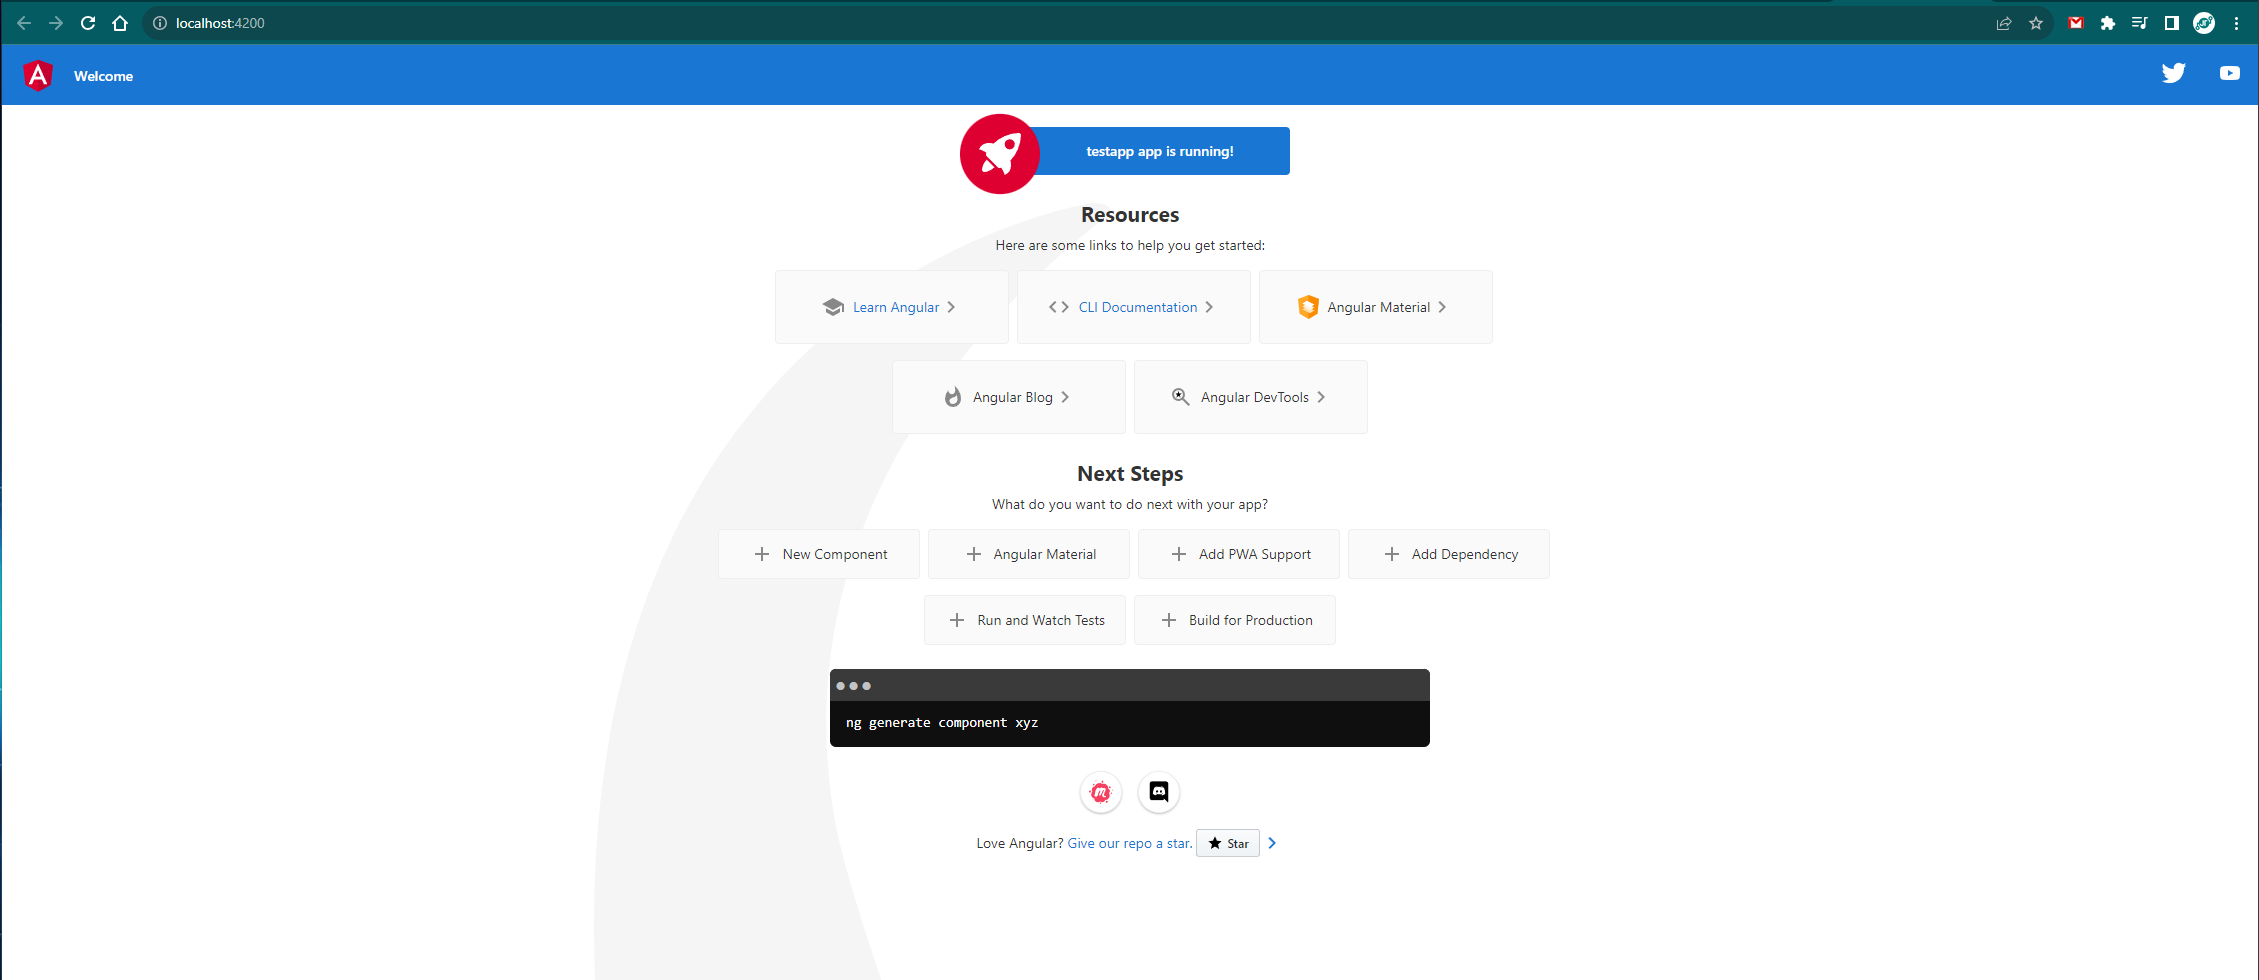 localhost:4200
Welcome
testapp app is running!
Resources
Here are some links to help you get started:
Learn Angular
CLI Documentation
Angular Material
Angular Blog
Angular DevTools
Next Steps
What do you want to do next with your app?
New Component
Angular Material
Add PWA Support
Add Dependency
Run and Watch Tests
Build for Production
ng generate component xyz
Love Angular? Give our repo a star. Star